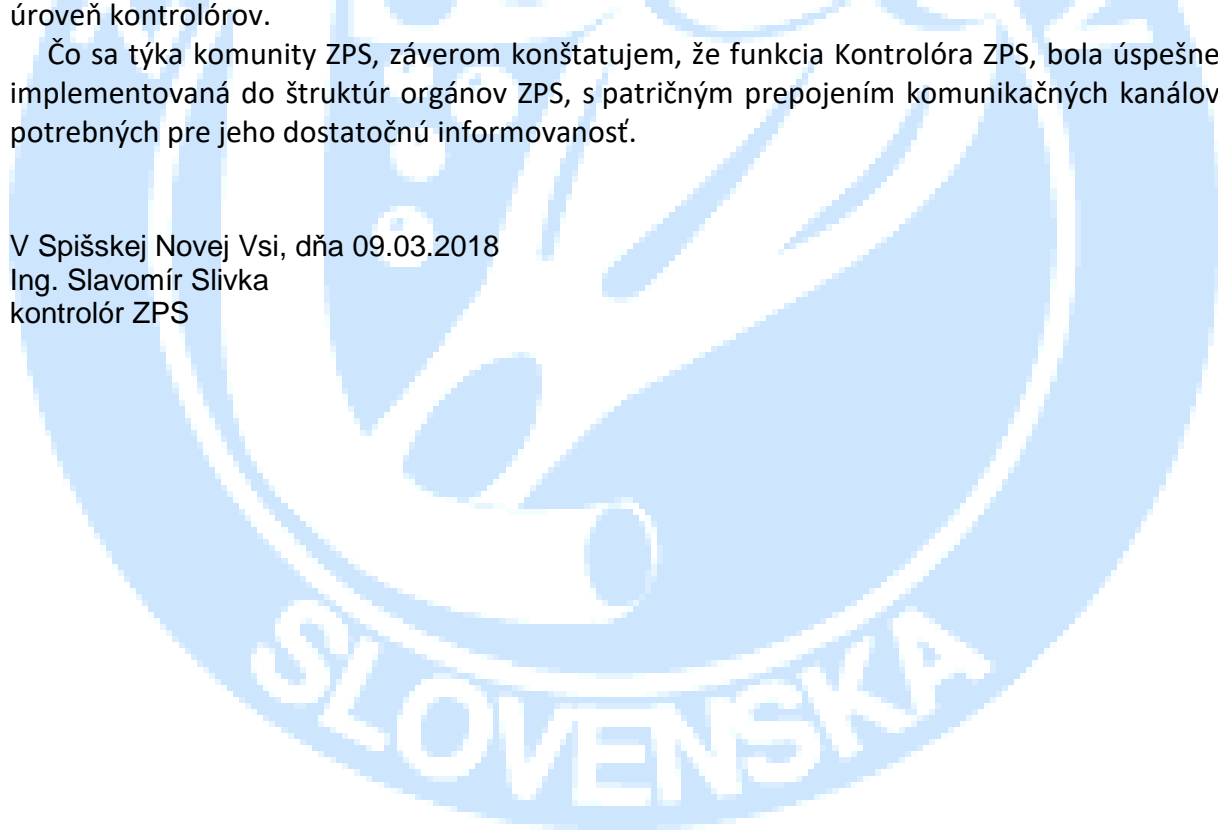 úroveň kontrolórov.
Čo sa týka komunity ZPS, záverom konštatujem, že funkcia Kontrolóra ZPS, bola úspešne
implementovaná do štruktúr orgánov ZPS, s patričným prepojením komunikačných kanálov
potrebných pre jeho dostatočnú informovanosť.
V Spišskej Novej Vsi, dňa 09.03.2018
Ing. Slavomír Slivka
kontrolór ZPS
SLOVENSKA